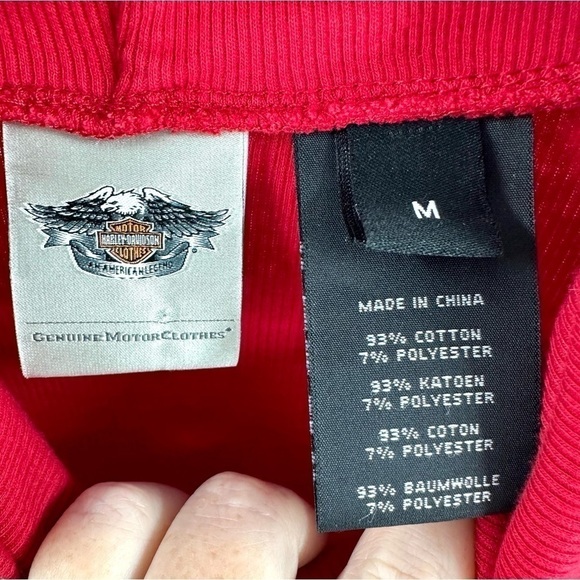 MOTOR
HARLEY-DAVIDSON
CLOTHES
AN AMERICAN LEGEND
GENUINE MOTORCLOTHES®
M
MADE IN CHINA
93% COTTON
7% POLYESTER
93% KATOEN
7% POLYESTER
93% COTON
7% POLYESTER
93% BAUMWOLLE
7% POLYESTER